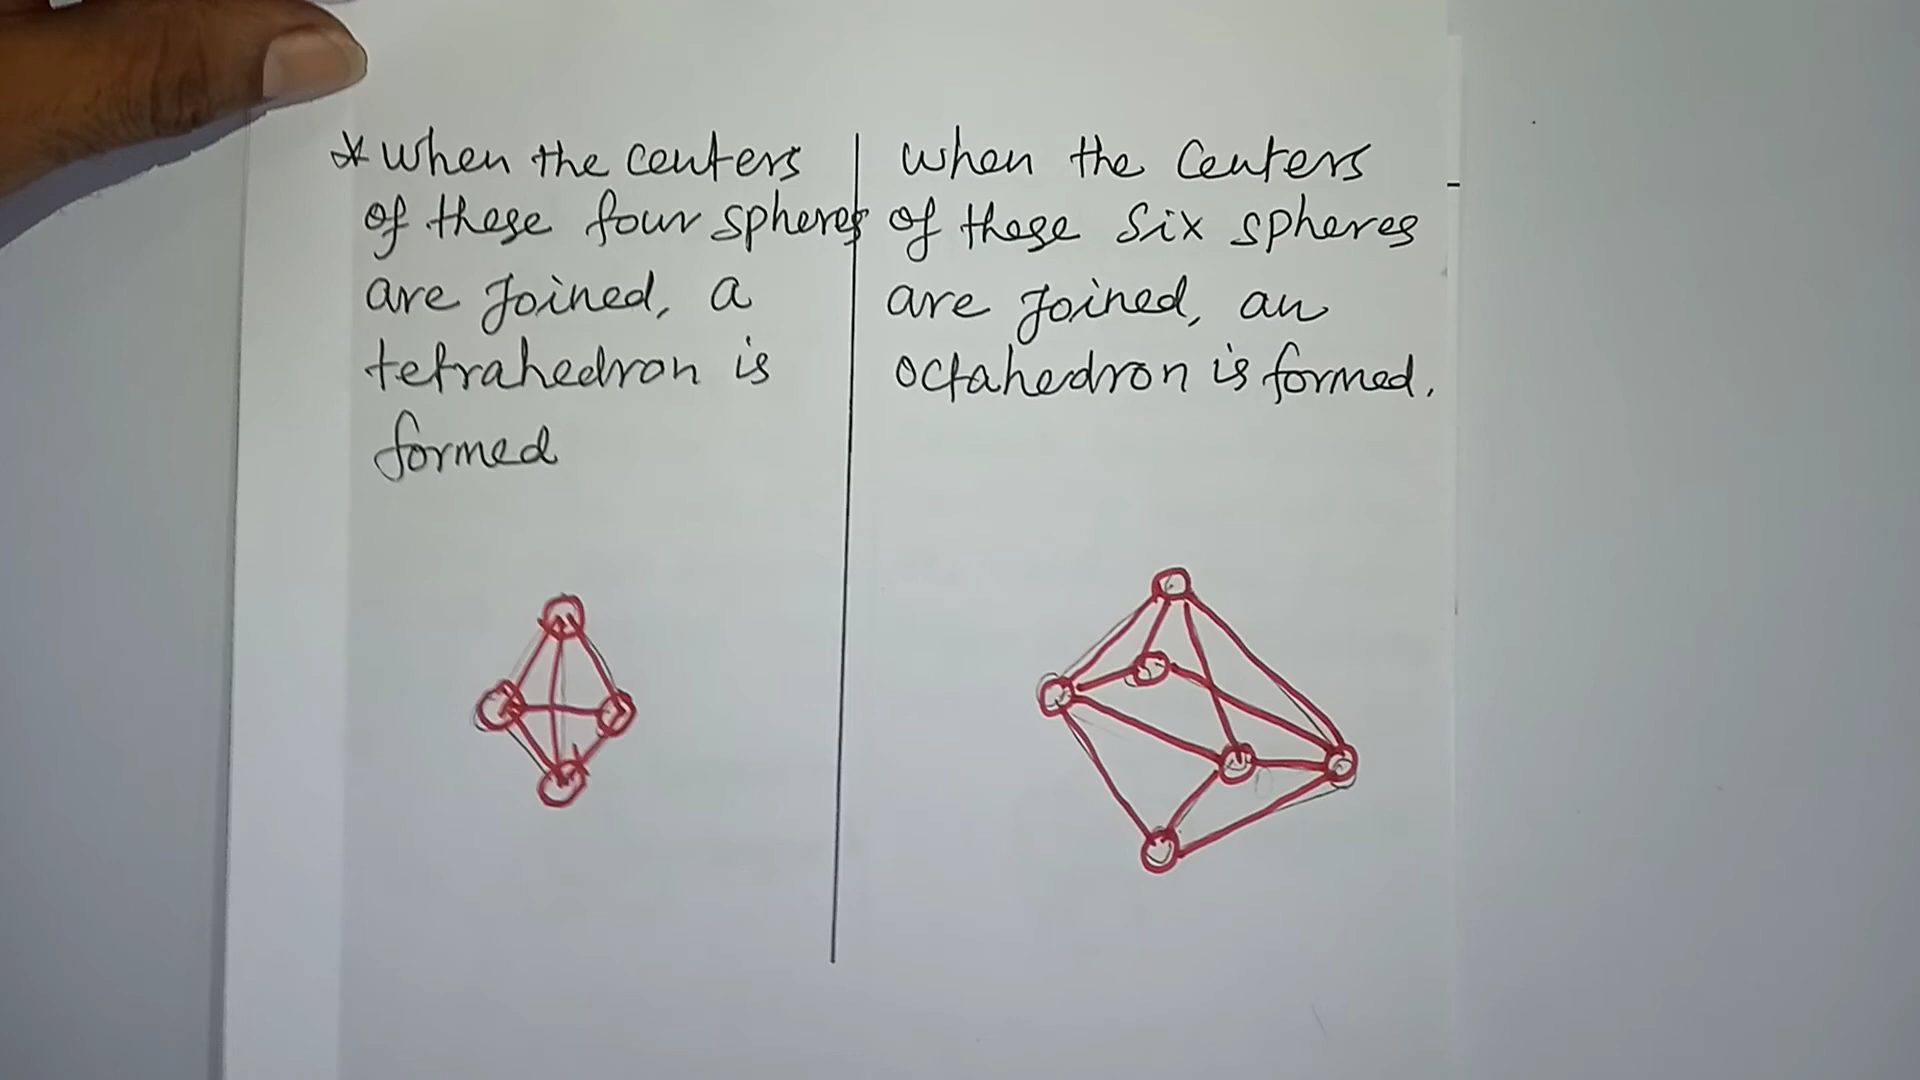 * When the centers
of these four spheres
are joined, a
tetrahedron is
formed
when the centers
of these six spheres
are joined, an
octahedron is formed.